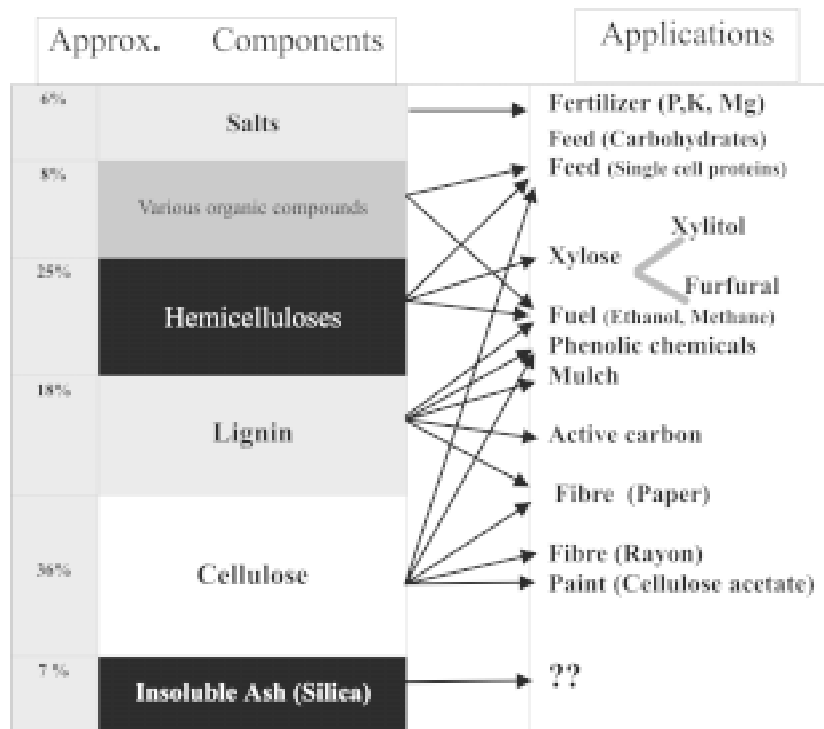 Approx. Components
Applications
6%
Salts
Fertilizer (P,K, Mg)
Feed (Carbohydrates)
8%
Various organic compounds
Feed (Single cell proteins)
Xylitol
Xylose
Furfural
25%
Hemicelluloses
Fuel (Ethanol, Methane)
Phenolic chemicals
18%
Lignin
Mulch
Active carbon
Fibre (Paper)
36%
Cellulose
Fibre (Rayon)
Paint (Cellulose acetate)
7 %
Insoluble Ash (Silica)
??